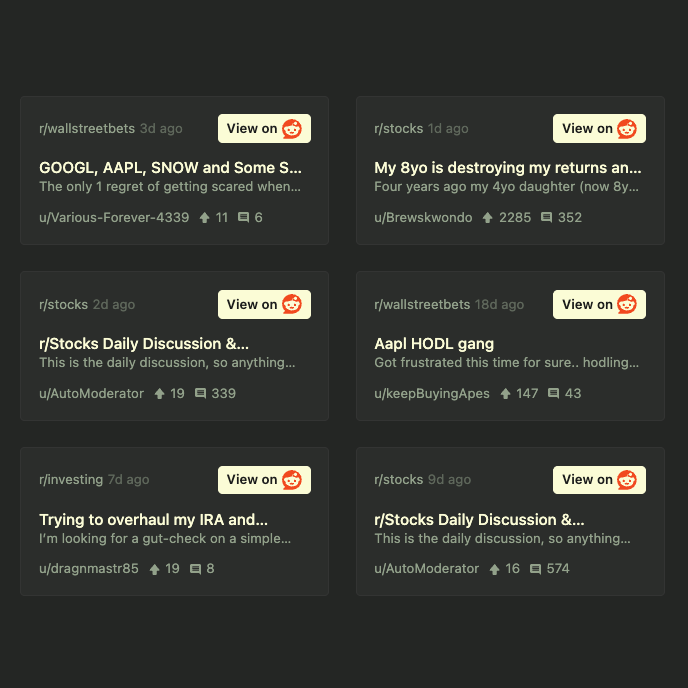 r/wallstreetbets 3d ago View on
GOOGL, AAPL, SNOW and Some S...
The only 1 regret of getting scared when...
u/Various-Forever-4339 11 6
r/stocks 1d ago View on
My 8yo is destroying my returns an...
Four years ago my 4yo daughter (now 8y...
u/Brewskwondo 2285 352
r/stocks 2d ago View on
r/Stocks Daily Discussion &...
This is the daily discussion, so anything...
u/AutoModerator 19 339
r/wallstreetbets 18d ago View on
Aapl HODL gang
Got frustrated this time for sure.. hodling...
u/keepBuyingApes 147 43
r/investing 7d ago View on
Trying to overhaul my IRA and...
I'm looking for a gut-check on a simple...
u/dragnmastr85 19 8
r/stocks 9d ago View on
r/Stocks Daily Discussion &...
This is the daily discussion, so anything...
u/AutoModerator 16 574